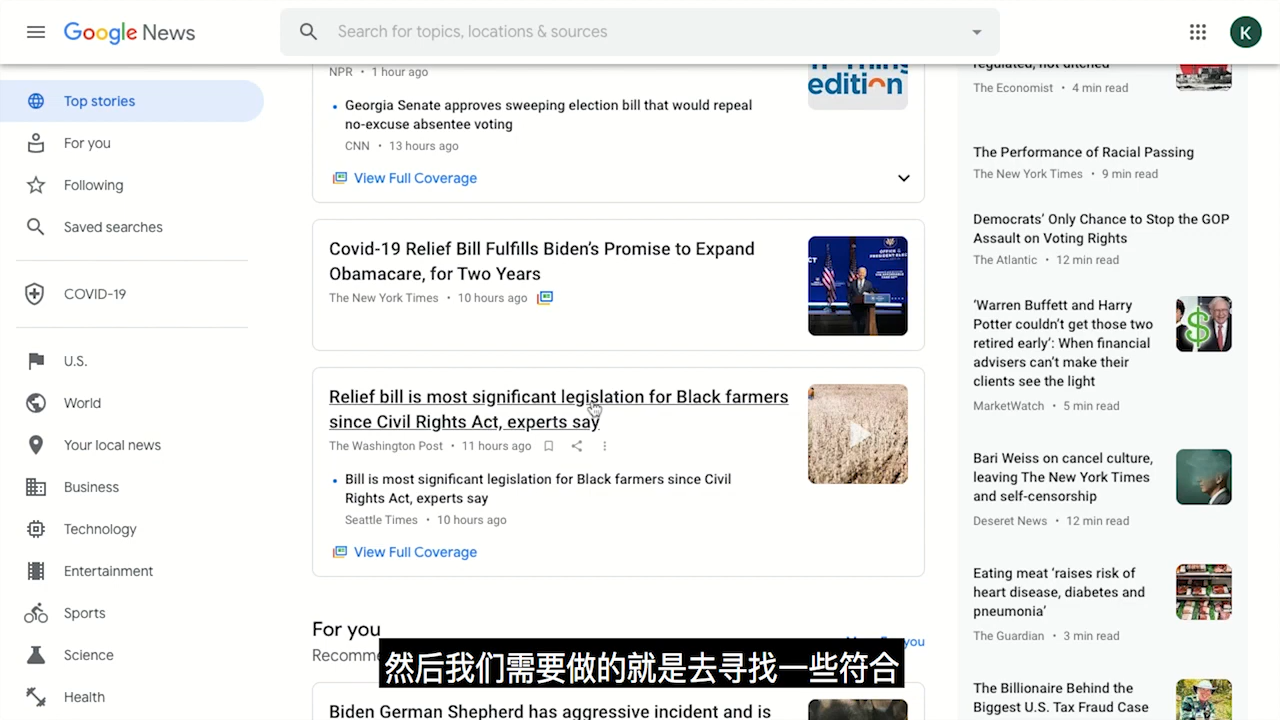 Google News
Search for topics, locations & sources
K
Top stories
For you
Following
Saved searches
COVID-19
U.S.
World
Your local news
Business
Technology
Entertainment
Sports
Science
Health
NPR • 1 hour ago
edition
Georgia Senate approves sweeping election bill that would repeal
no-excuse absentee voting
CNN • 13 hours ago
View Full Coverage
Covid-19 Relief Bill Fulfills Biden’s Promise to Expand
Obamacare, for Two Years
The New York Times • 10 hours ago
Relief bill is most significant legislation for Black farmers
since Civil Rights Act, experts say
The Washington Post • 11 hours ago
Bill is most significant legislation for Black farmers since Civil
Rights Act, experts say
Seattle Times • 10 hours ago
View Full Coverage
For you
然后我们需要做的就是去寻找一些符合
Biden German Shepherd has aggressive incident and is
regulated, not ditched
The Economist • 4 min read
The Performance of Racial Passing
The New York Times • 9 min read
Democrats’ Only Chance to Stop the GOP
Assault on Voting Rights
The Atlantic • 12 min read
‘Warren Buffett and Harry
Potter couldn’t get those two
retired early’: When financial
advisers can’t make their
clients see the light
MarketWatch • 5 min read
Bari Weiss on cancel culture,
leaving The New York Times
and self-censorship
Deseret News • 12 min read
Eating meat ‘raises risk of
heart disease, diabetes and
pneumonia’
The Guardian • 3 min read
The Billionaire Behind the
Biggest U.S. Tax Fraud Case